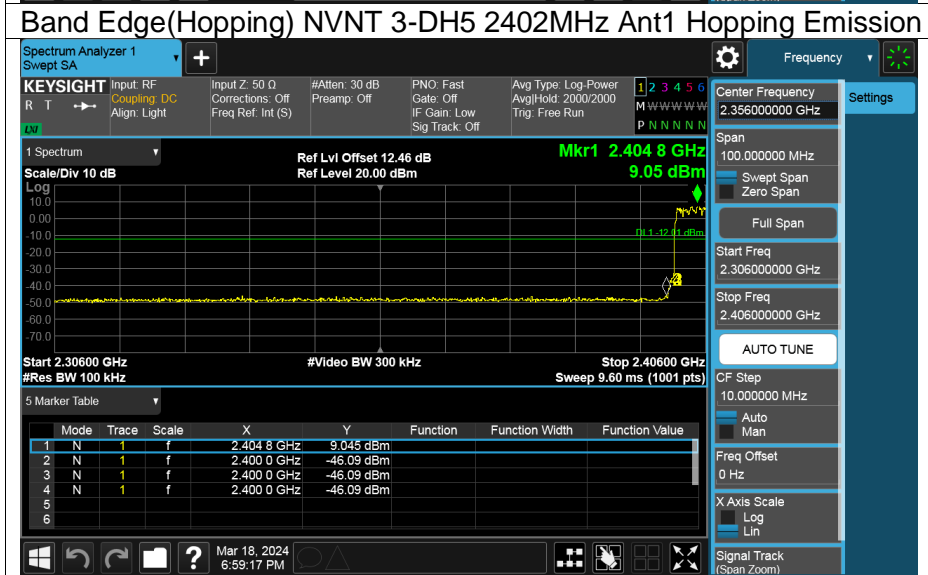 Band Edge(Hopping) NVNT 3-DH5 2402MHz Ant1 Hopping Emission
Spectrum Analyzer 1
Swept SA
+
Frequency
KEYSIGHT
R T
LXI
Input: RF
Coupling: DC
Align: Light
Input Z: 50 Ω
Corrections: Off
Freq Ref: Int (S)
#Atten: 30 dB
Preamp: Off
PNO: Fast
Gate: Off
IF Gain: Low
Sig Track: Off
Avg Type: Log-Power
Avg|Hold: 2000/2000
Trig: Free Run
1 2 3 4 5 6
M W W W W W
P N N N N N
1 Spectrum
Scale/Div 10 dB
Ref Lvl Offset 12.46 dB
Ref Level 20.00 dBm
Mkr1 2.404 8 GHz
9.05 dBm
Log
10.0
0.00
-10.0
-20.0
-30.0
-40.0
-50.0
-60.0
-70.0
DL1 -12.01 dBm
Start 2.30600 GHz
#Res BW 100 kHz
#Video BW 300 kHz
Stop 2.40600 GHz
Sweep 9.60 ms (1001 pts)
5 Marker Table
Mode Trace Scale X Y Function Function Width Function Value
1 N 1 f 2.404 8 GHz 9.045 dBm
2 N 1 f 2.400 0 GHz -46.09 dBm
3 N 1 f 2.400 0 GHz -46.09 dBm
4 N 1 f 2.400 0 GHz -46.09 dBm
5
6
?
Mar 18, 2024
6:59:17 PM
Center Frequency
2.356000000 GHz
Settings
Span
100.000000 MHz
Swept Span
Zero Span
Full Span
Start Freq
2.306000000 GHz
Stop Freq
2.406000000 GHz
AUTO TUNE
CF Step
10.000000 MHz
Auto
Man
Freq Offset
0 Hz
X Axis Scale
Log
Lin
Signal Track
(Span Zoom)